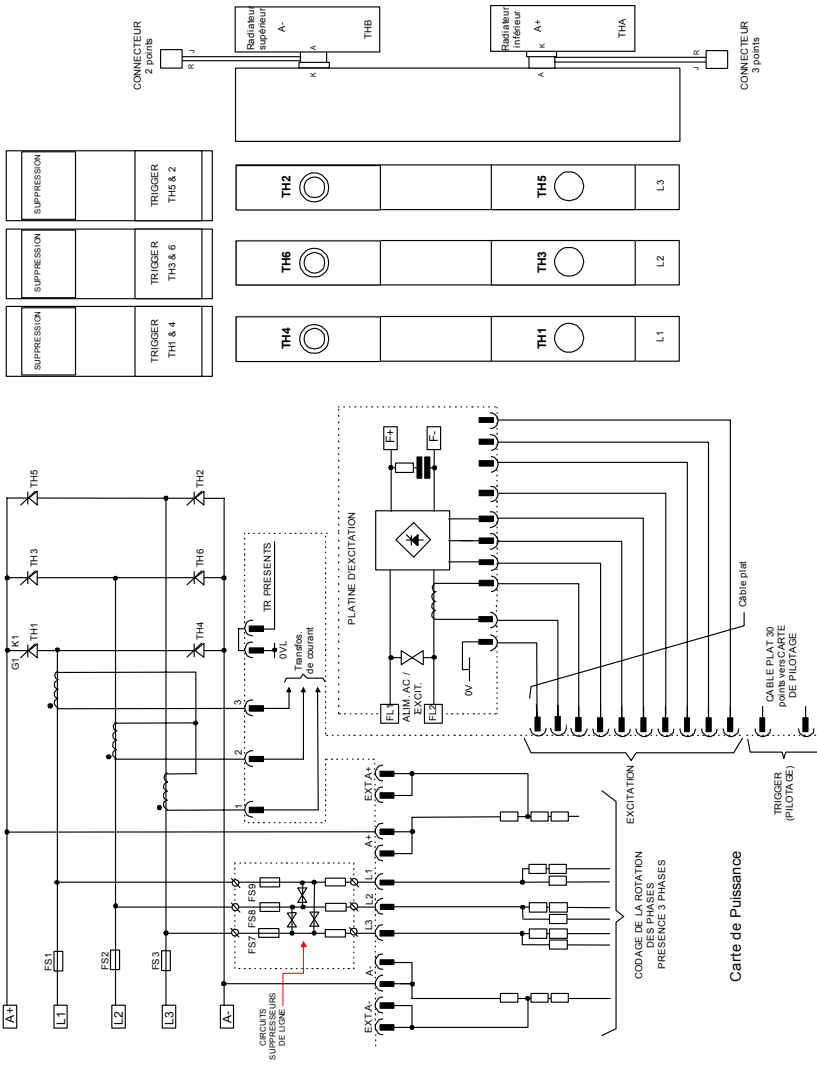 CONNECTEUR
2 points
R
J
Radiateur
supérieur
A-
A
K
THB
Radiateur
inférieur
A+
K
A
THA
J
R
CONNECTEUR
3 points
SUPPRESSION
TRIGGER
TH5 & 2
SUPPRESSION
TRIGGER
TH3 & 6
SUPPRESSION
TRIGGER
TH1 & 4
TH2
TH5
L3
TH6
TH3
L2
TH4
TH1
L1
A+
L1
L2
L3
A-
FS1
FS2
FS3
G1
K1
TH1
TH3
TH5
TH4
TH6
TH2
1
2
3
0VL
TR PRESENTS
Transfos.
de courant
FS7
FS8
FS9
CIRCUITS
SUPPRESSEURS
DE LIGNE
EXT A-
A-
L3
L2
L1
A+
EXT A+
CODAGE DE LA ROTATION
DES PHASES
PRESENCE 3 PHASES
Carte de Puissance
PLATINE D'EXCITATION
FL1
ALIM. AC /
EXCIT.
FL2
F+
F-
0V
Câble plat
EXCITATION
TRIGGER
(PILOTAGE)
CABLE PLAT 30
points vers CARTE
DE PILOTAGE